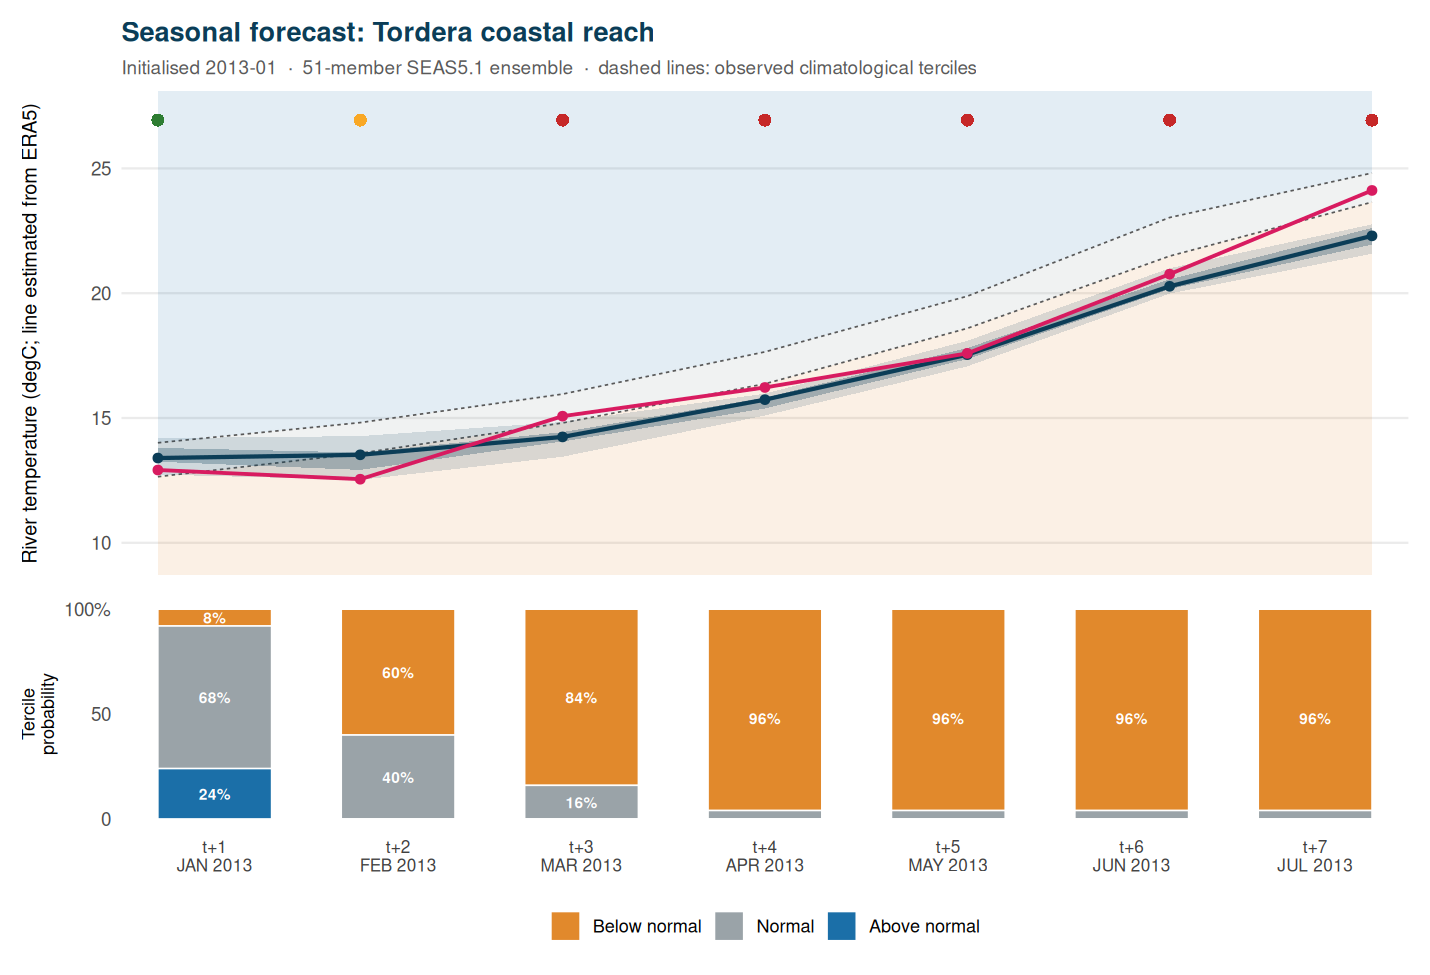 Seasonal forecast: Tordera coastal reach
Initialised 2013-01 · 51-member SEAS5.1 ensemble · dashed lines: observed climatological terciles
River temperature (degC; line estimated from ERA5)
25
20
15
10
Tercile
probability
100%
50
0
8%
68%
24%
60%
40%
84%
16%
96%
96%
96%
96%
t+1
JAN 2013
t+2
FEB 2013
t+3
MAR 2013
t+4
APR 2013
t+5
MAY 2013
t+6
JUN 2013
t+7
JUL 2013
Below normal
Normal
Above normal